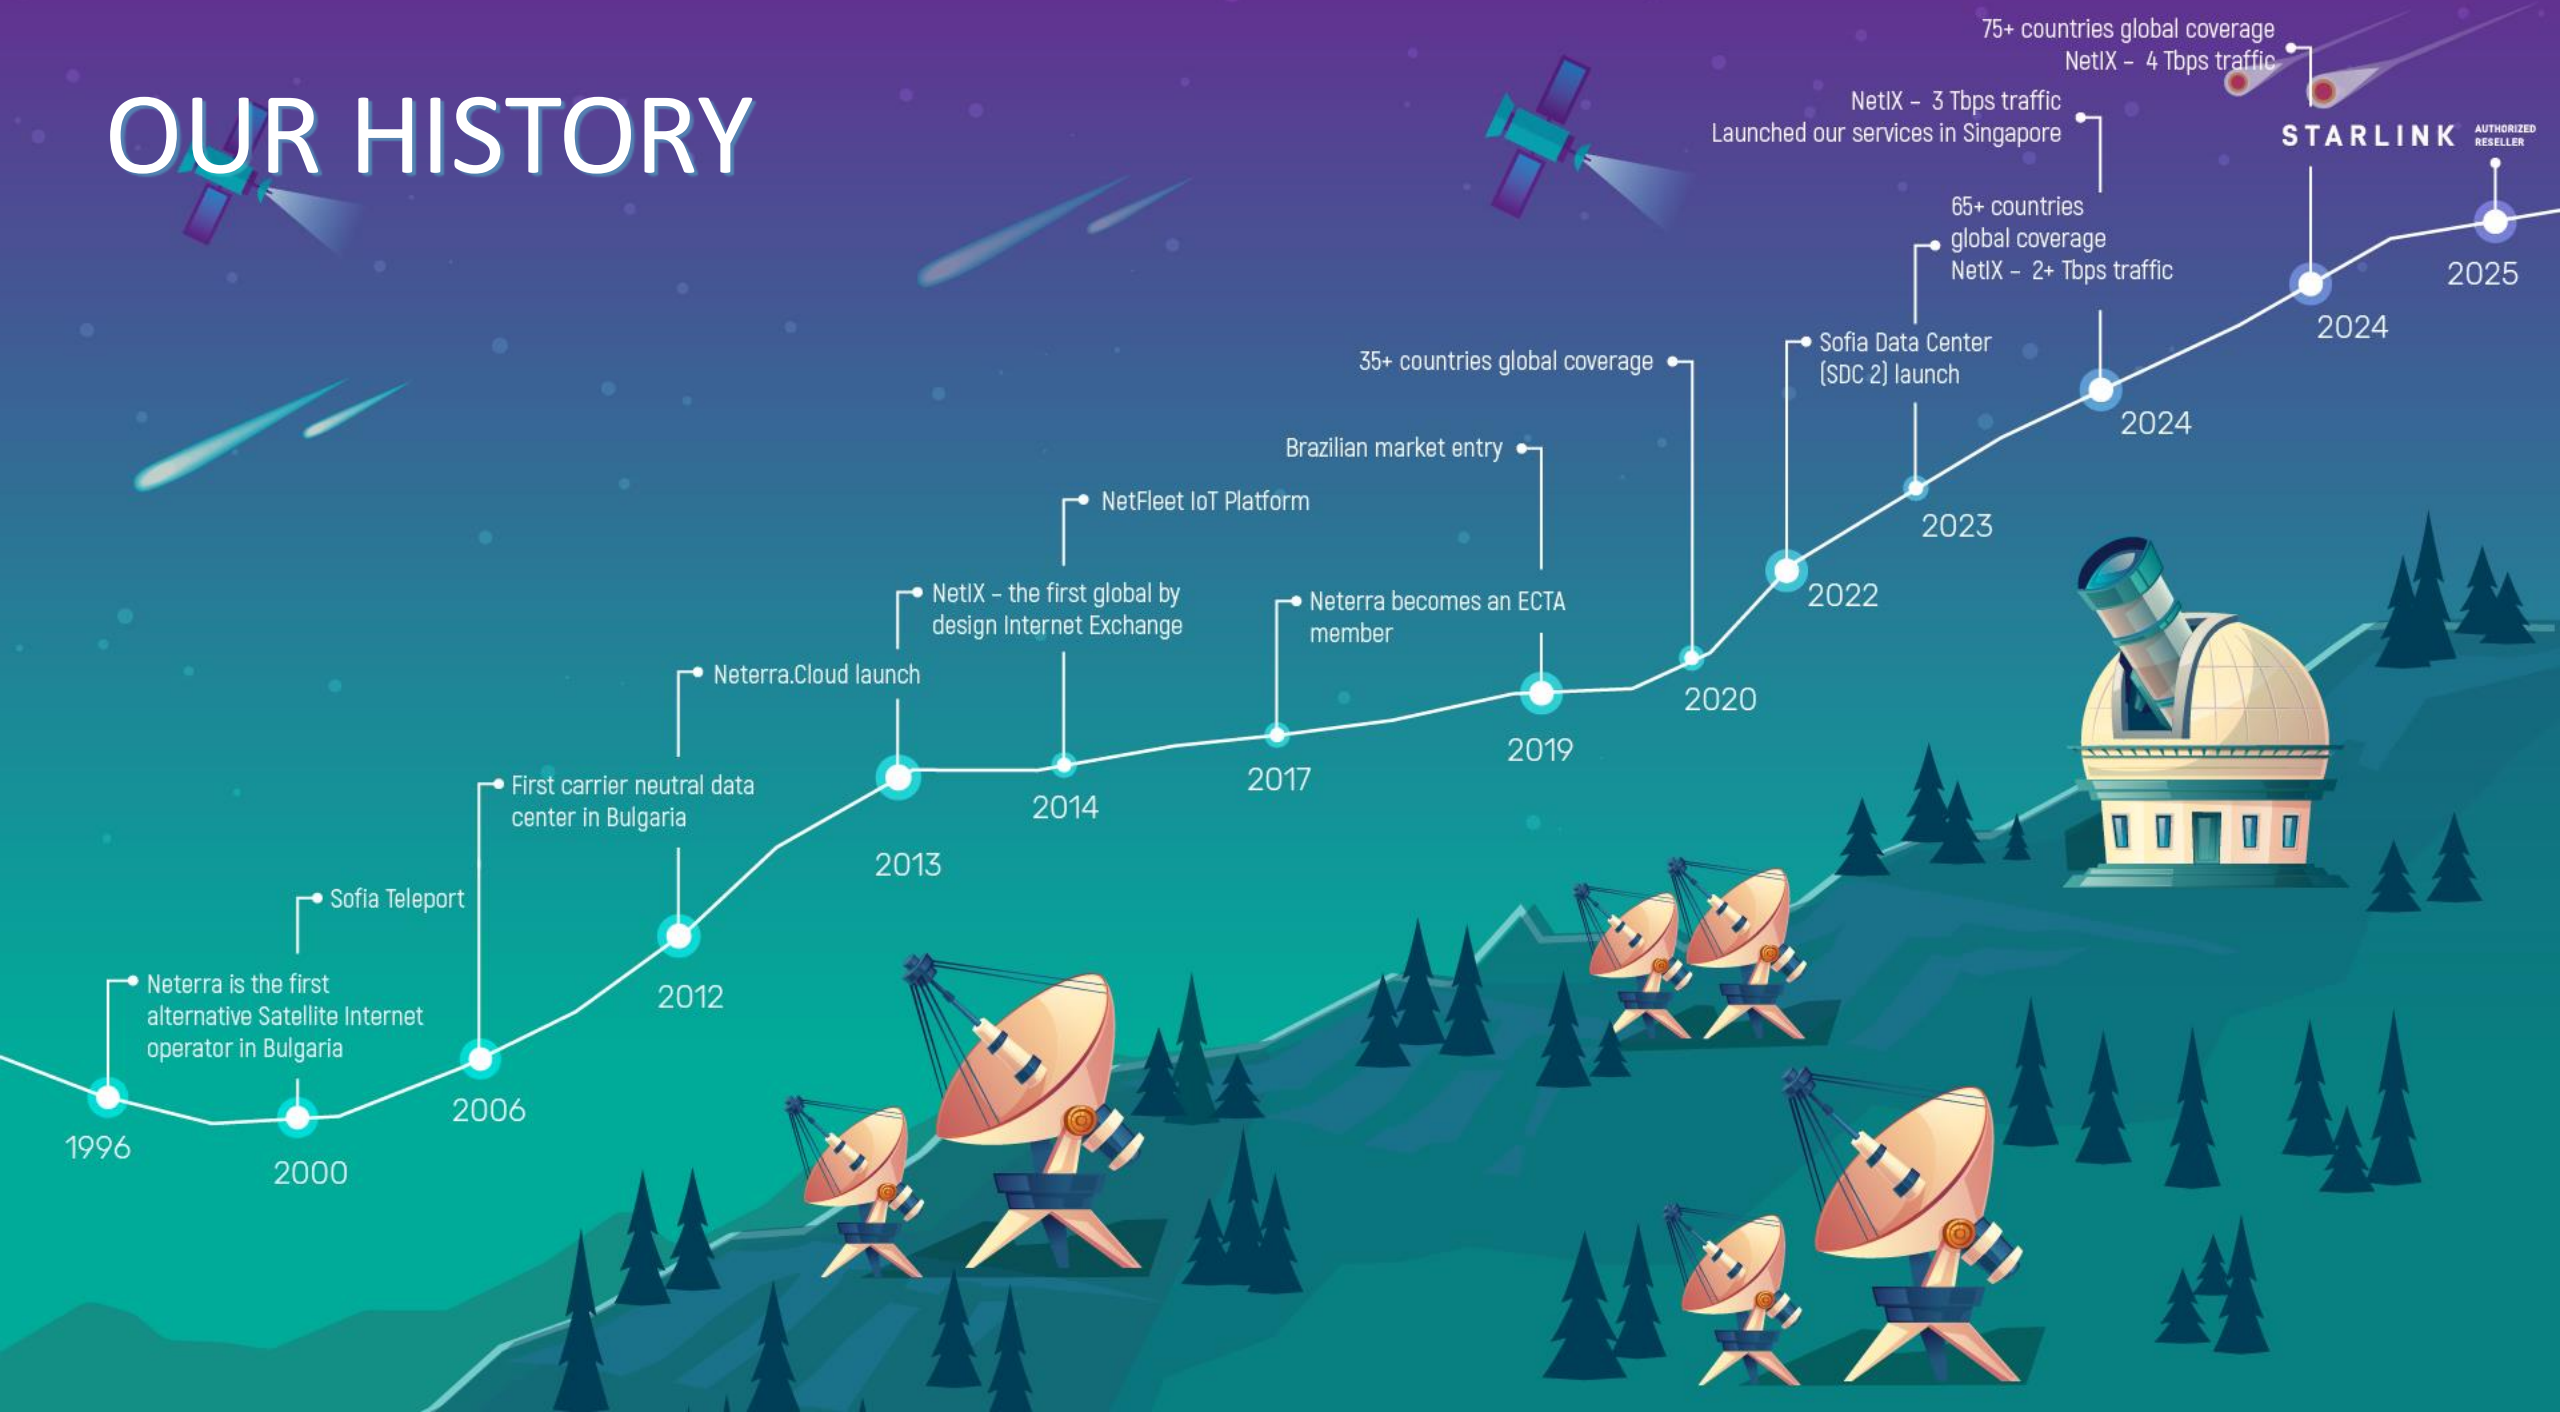 OUR HISTORY
1996
Neterra is the first
alternative Satellite Internet
operator in Bulgaria
2000
Sofia Teleport
2006
First carrier neutral data
center in Bulgaria
2012
Neterra.Cloud launch
2013
NetIX – the first global by
design Internet Exchange
2014
NetFleet IoT Platform
2017
Neterra becomes an ECTA
member
2019
Brazilian market entry
2020
35+ countries global coverage
2022
Sofia Data Center
(SDC 2) launch
2023
65+ countries
global coverage
NetIX – 2+ Tbps traffic
2024
NetIX – 3 Tbps traffic
Launched our services in Singapore
2024
75+ countries global coverage
NetIX – 4 Tbps traffic
2025
STARLINK AUTHORIZED
RESELLER